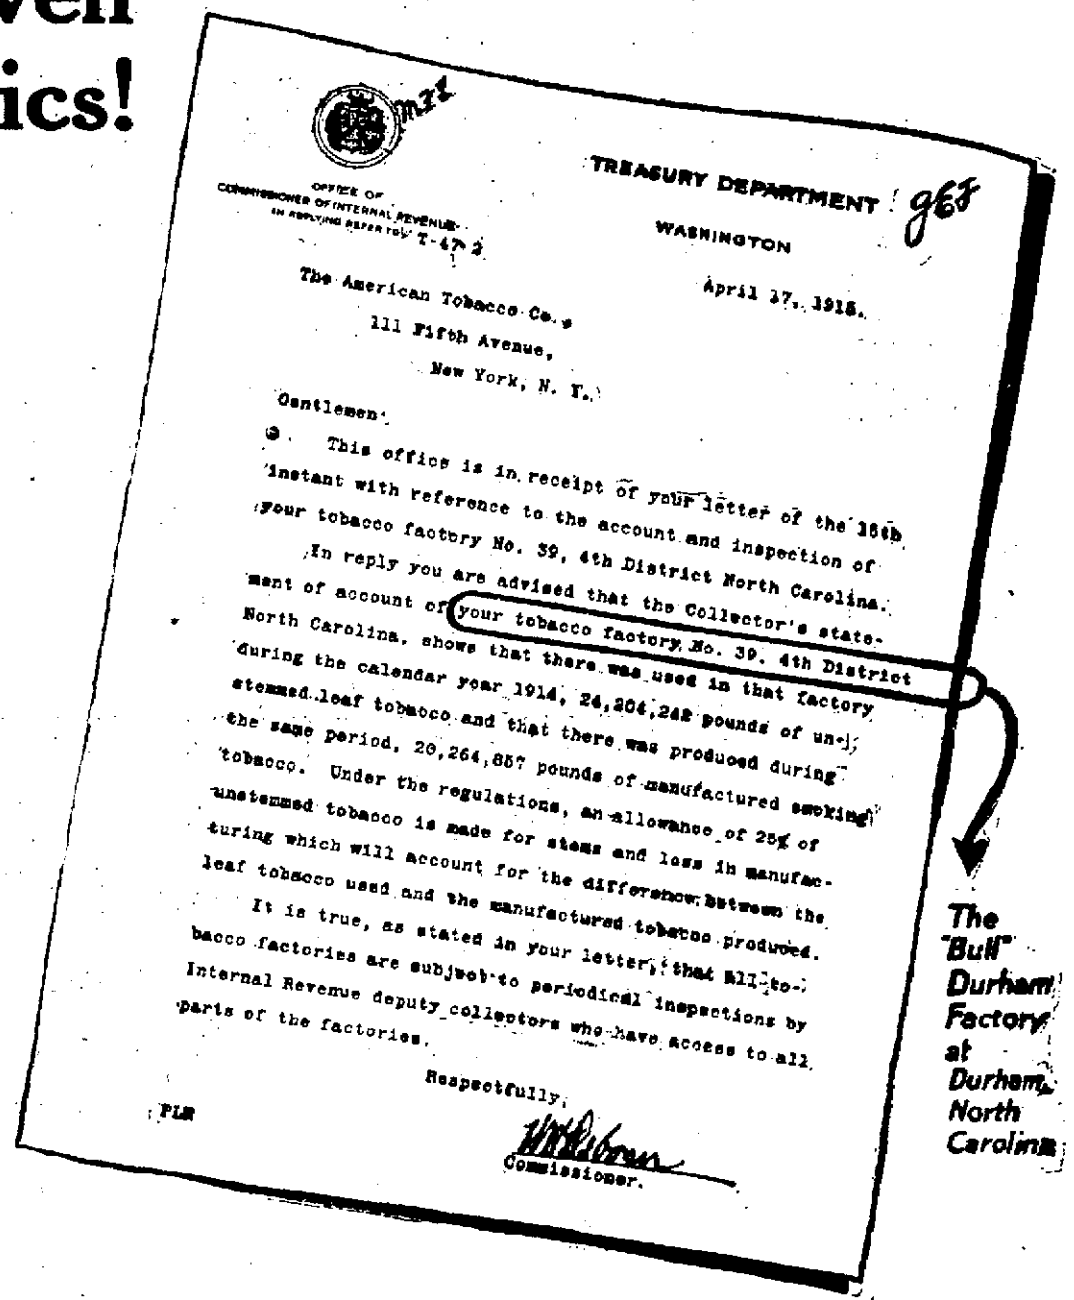 ven
ics!
TREASURY DEPARTMENT
WASHINGTON
OFFICE OF
COMMISSIONER OF INTERNAL REVENUE
IN REPLYING REFER TO T-47-2
April 17, 1915.
The American Tobacco Co.,
111 Fifth Avenue,
New York, N. Y.
Gentlemen:
This office is in receipt of your letter of the 15th
instant with reference to the account and inspection of
your tobacco factory No. 39, 4th District North Carolina.
In reply you are advised that the Collector's state-
ment of account of your tobacco factory No. 39, 4th District
North Carolina, shows that there was used in that factory
during the calendar year 1914, 24,204,242 pounds of un-
stemmed leaf tobacco and that there was produced during
the same period, 20,264,857 pounds of manufactured smoking
tobacco. Under the regulations, an allowance of 25% of
unstemmed tobacco is made for stems and loss in manufac-
turing which will account for the difference between the
leaf tobacco used and the manufactured tobacco produced.
It is true, as stated in your letter, that all to-
bacco factories are subject to periodical inspections by
Internal Revenue deputy collectors who have access to all
parts of the factories.
Respectfully,
PLR
Commissioner.
The
"Bull"
Durham
Factory
at
Durham,
North
Carolina